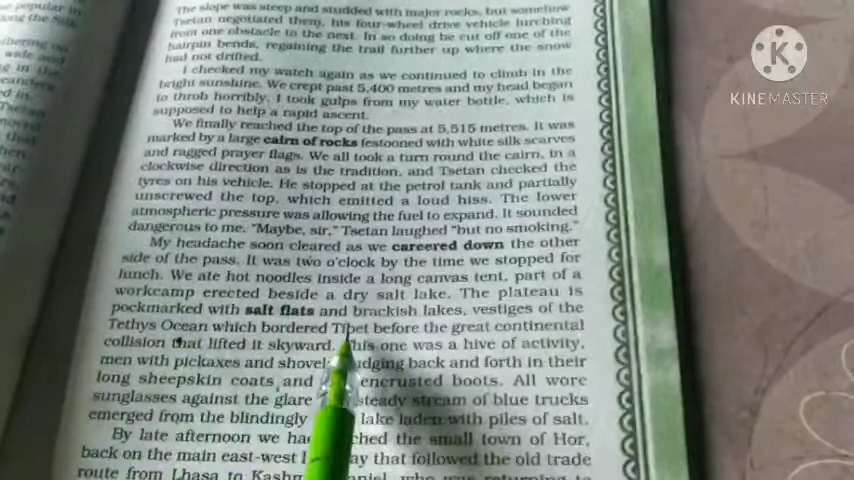 e popular in
ong the Silk
The slope was steep and studded with major rocks, but somehow
Tsetan negotiated them, his four-wheel drive vehicle lurching
from one obstacle to the next. In so doing he cut off one of the
hairpin bends, regaining the trail further up where the snow
had not drifted.
I checked my watch again as we continued to climb in the
bright sunshine. We crept past 5,400 metres and my head began
to throb horribly. I took gulps from my water bottle, which is
supposed to help a rapid ascent.
We finally reached the top of the pass at 5,515 metres. It was
marked by a large cairn of rocks festooned with white silk scarves
and ragged prayer flags. We all took a turn round the cairn, in a
clockwise direction as is the tradition, and Tsetan checked the
tyres on his vehicle. He stopped at the petrol tank and partially
unscrewed the top, which emitted a loud hiss. The lower
atmospheric pressure was allowing the fuel to expand. It sounded
dangerous to me. “Maybe, sir,” Tsetan laughed “but no smoking.”
My headache soon cleared as we careered down the other
side of the pass. It was two o’clock by the time we stopped for
lunch. We ate hot noodles inside a long canvas tent, part of a
workcamp erected beside a dry salt lake. The plateau is
pockmarked with salt flats and brackish lakes, vestiges of the
Tethys Ocean which bordered Tibet before the great continental
collision that lifted it skyward. This one was a hive of activity,
men with pickaxes and shovel udging back and forth in their
long sheepskin coats and encrusted boots. All wore
sunglasses against the glare steady stream of blue trucks
emerged from the blindingly lake laden with piles of salt.
By late afternoon we ha ched the small town of Hor,
back on the main east-west ay that followed the old trade
route from Lhasa to Kashm who was returning to
KINEMASTER